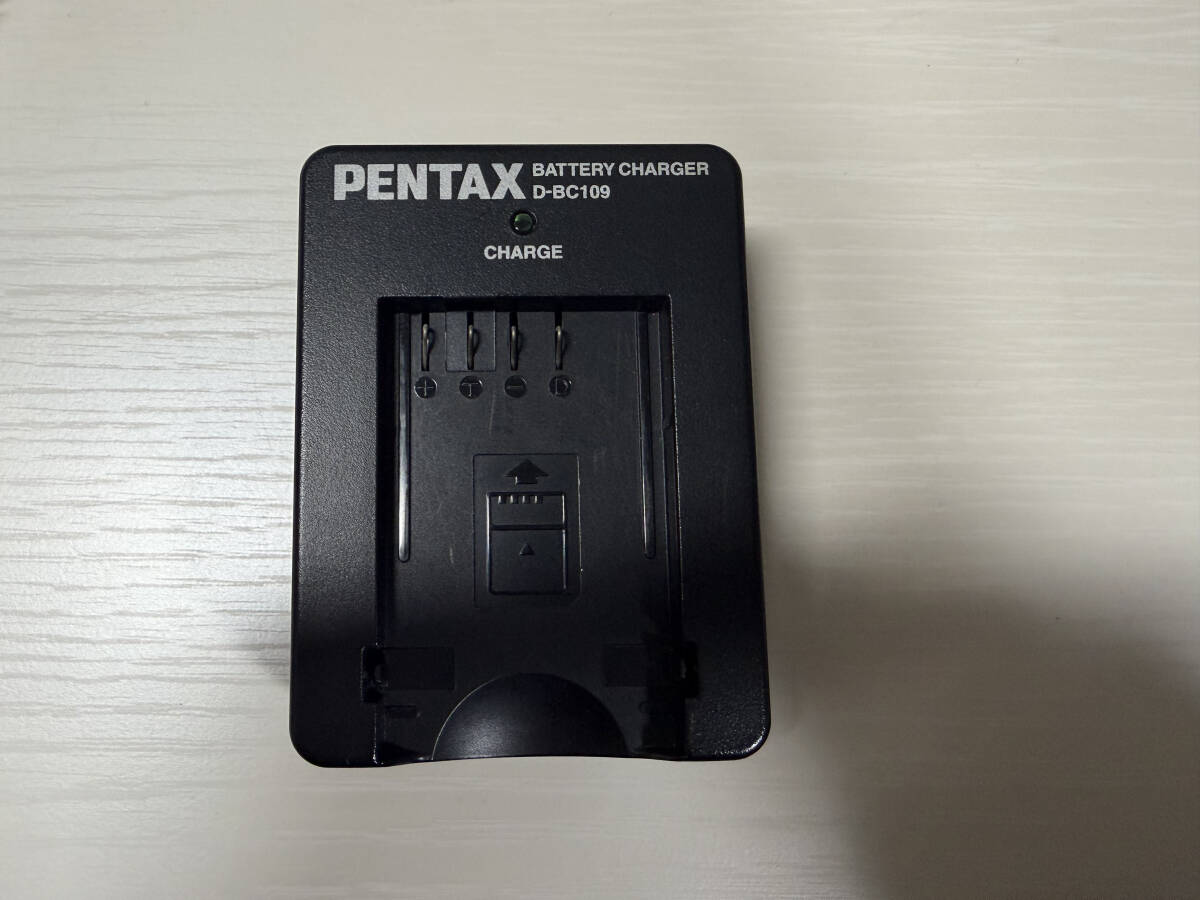 PENTAX BATTERY CHARGER
D-BC109
CHARGE
+ T - D